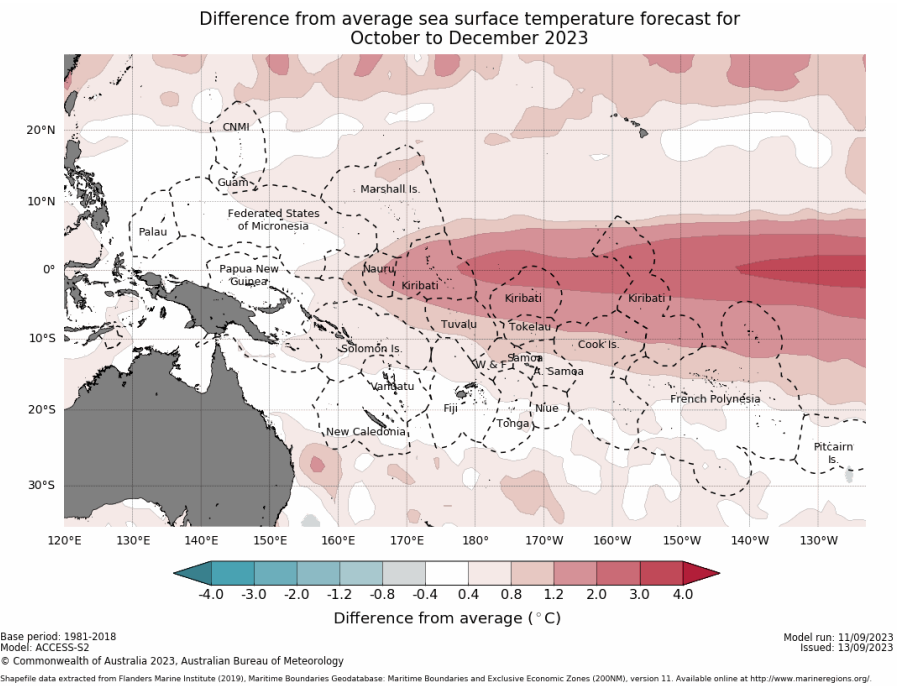 Difference from average sea surface temperature forecast for
October to December 2023
20°N
10°N
0°
10°S
20°S
30°S
CNMI
Guam
Marshall Is.
Federated States
of Micronesia
Palau
Papua New
Guinea
Nauru
Kiribati
Kiribati
Kiribati
Tuvalu
Tokelau
Solomon Is.
Cook Is.
Samoa
W & F
A. Samoa
Vanuatu
French Polynesia
Fiji
Niue
Tonga
New Caledonia
Pitcairn
Is.
120°E 130°E 140°E 150°E 160°E 170°E 180° 170°W 160°W 150°W 140°W 130°W
-4.0 -3.0 -2.0 -1.2 -0.8 -0.4 0.4 0.8 1.2 2.0 3.0 4.0
Difference from average (°C)
Base period: 1981-2018
Model: ACCESS-S2
© Commonwealth of Australia 2023, Australian Bureau of Meteorology
Model run: 11/09/2023
Issued: 13/09/2023
Shapefile data extracted from Flanders Marine Institute (2019), Maritime Boundaries Geodatabase: Maritime Boundaries and Exclusive Economic Zones (200NM), version 11. Available online at http://www.marineregions.org/.